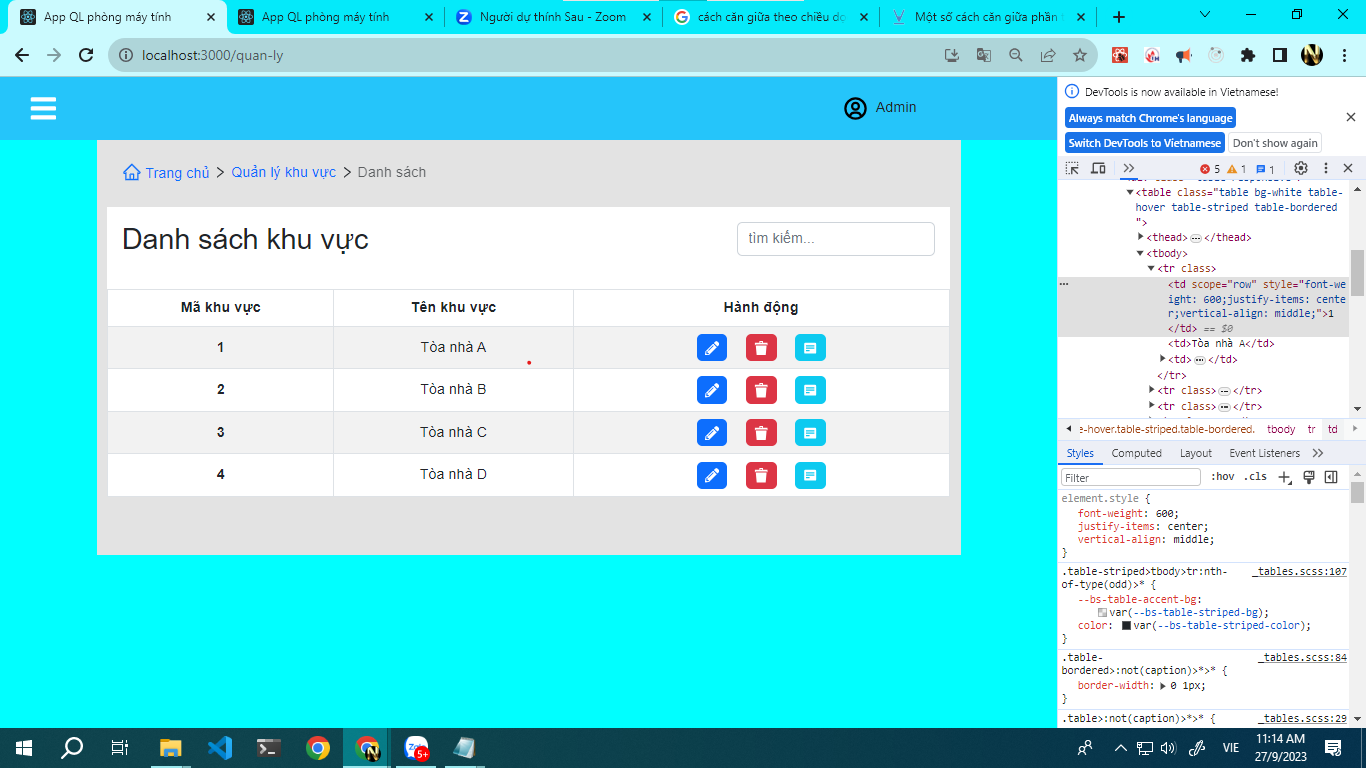 App QL phòng máy tính
App QL phòng máy tính
Người dự thính Sau - Zoom
cách căn giữa theo chiều dọ
Một số cách căn giữa phần
localhost:3000/quan-ly
Admin
Trang chủ > Quản lý khu vực > Danh sách
Danh sách khu vực
tìm kiếm...
Mã khu vực Tên khu vực Hành động
1 Tòa nhà A
2 Tòa nhà B
3 Tòa nhà C
4 Tòa nhà D
DevTools is now available in Vietnamese!
Always match Chrome's language
Switch DevTools to Vietnamese Don't show again
5 1 1
<table class="table bg-white table-
hover table-striped table-bordered
">
<thead>…</thead>
<tbody>
<tr class>
<td scope="row" style="font-we
ight: 600;justify-items: cente
r;vertical-align: middle;">1
</td> == $0
<td>Tòa nhà A</td>
<td>…</td>
</tr>
<tr class>…</tr>
<tr class>…</tr>
e-hover.table-striped.table-bordered. tbody tr td
Styles Computed Layout Event Listeners
Filter :hov .cls
element.style {
font-weight: 600;
justify-items: center;
vertical-align: middle;
}
.table-striped>tbody>tr:nth- _tables.scss:107
of-type(odd)>* {
--bs-table-accent-bg:
var(--bs-table-striped-bg);
color: var(--bs-table-striped-color);
}
.table- _tables.scss:84
bordered>:not(caption)>*>* {
border-width: 0 1px;
}
.table>:not(caption)>*>* { _tables.scss:29
5+
VIE
11:14 AM
27/9/2023